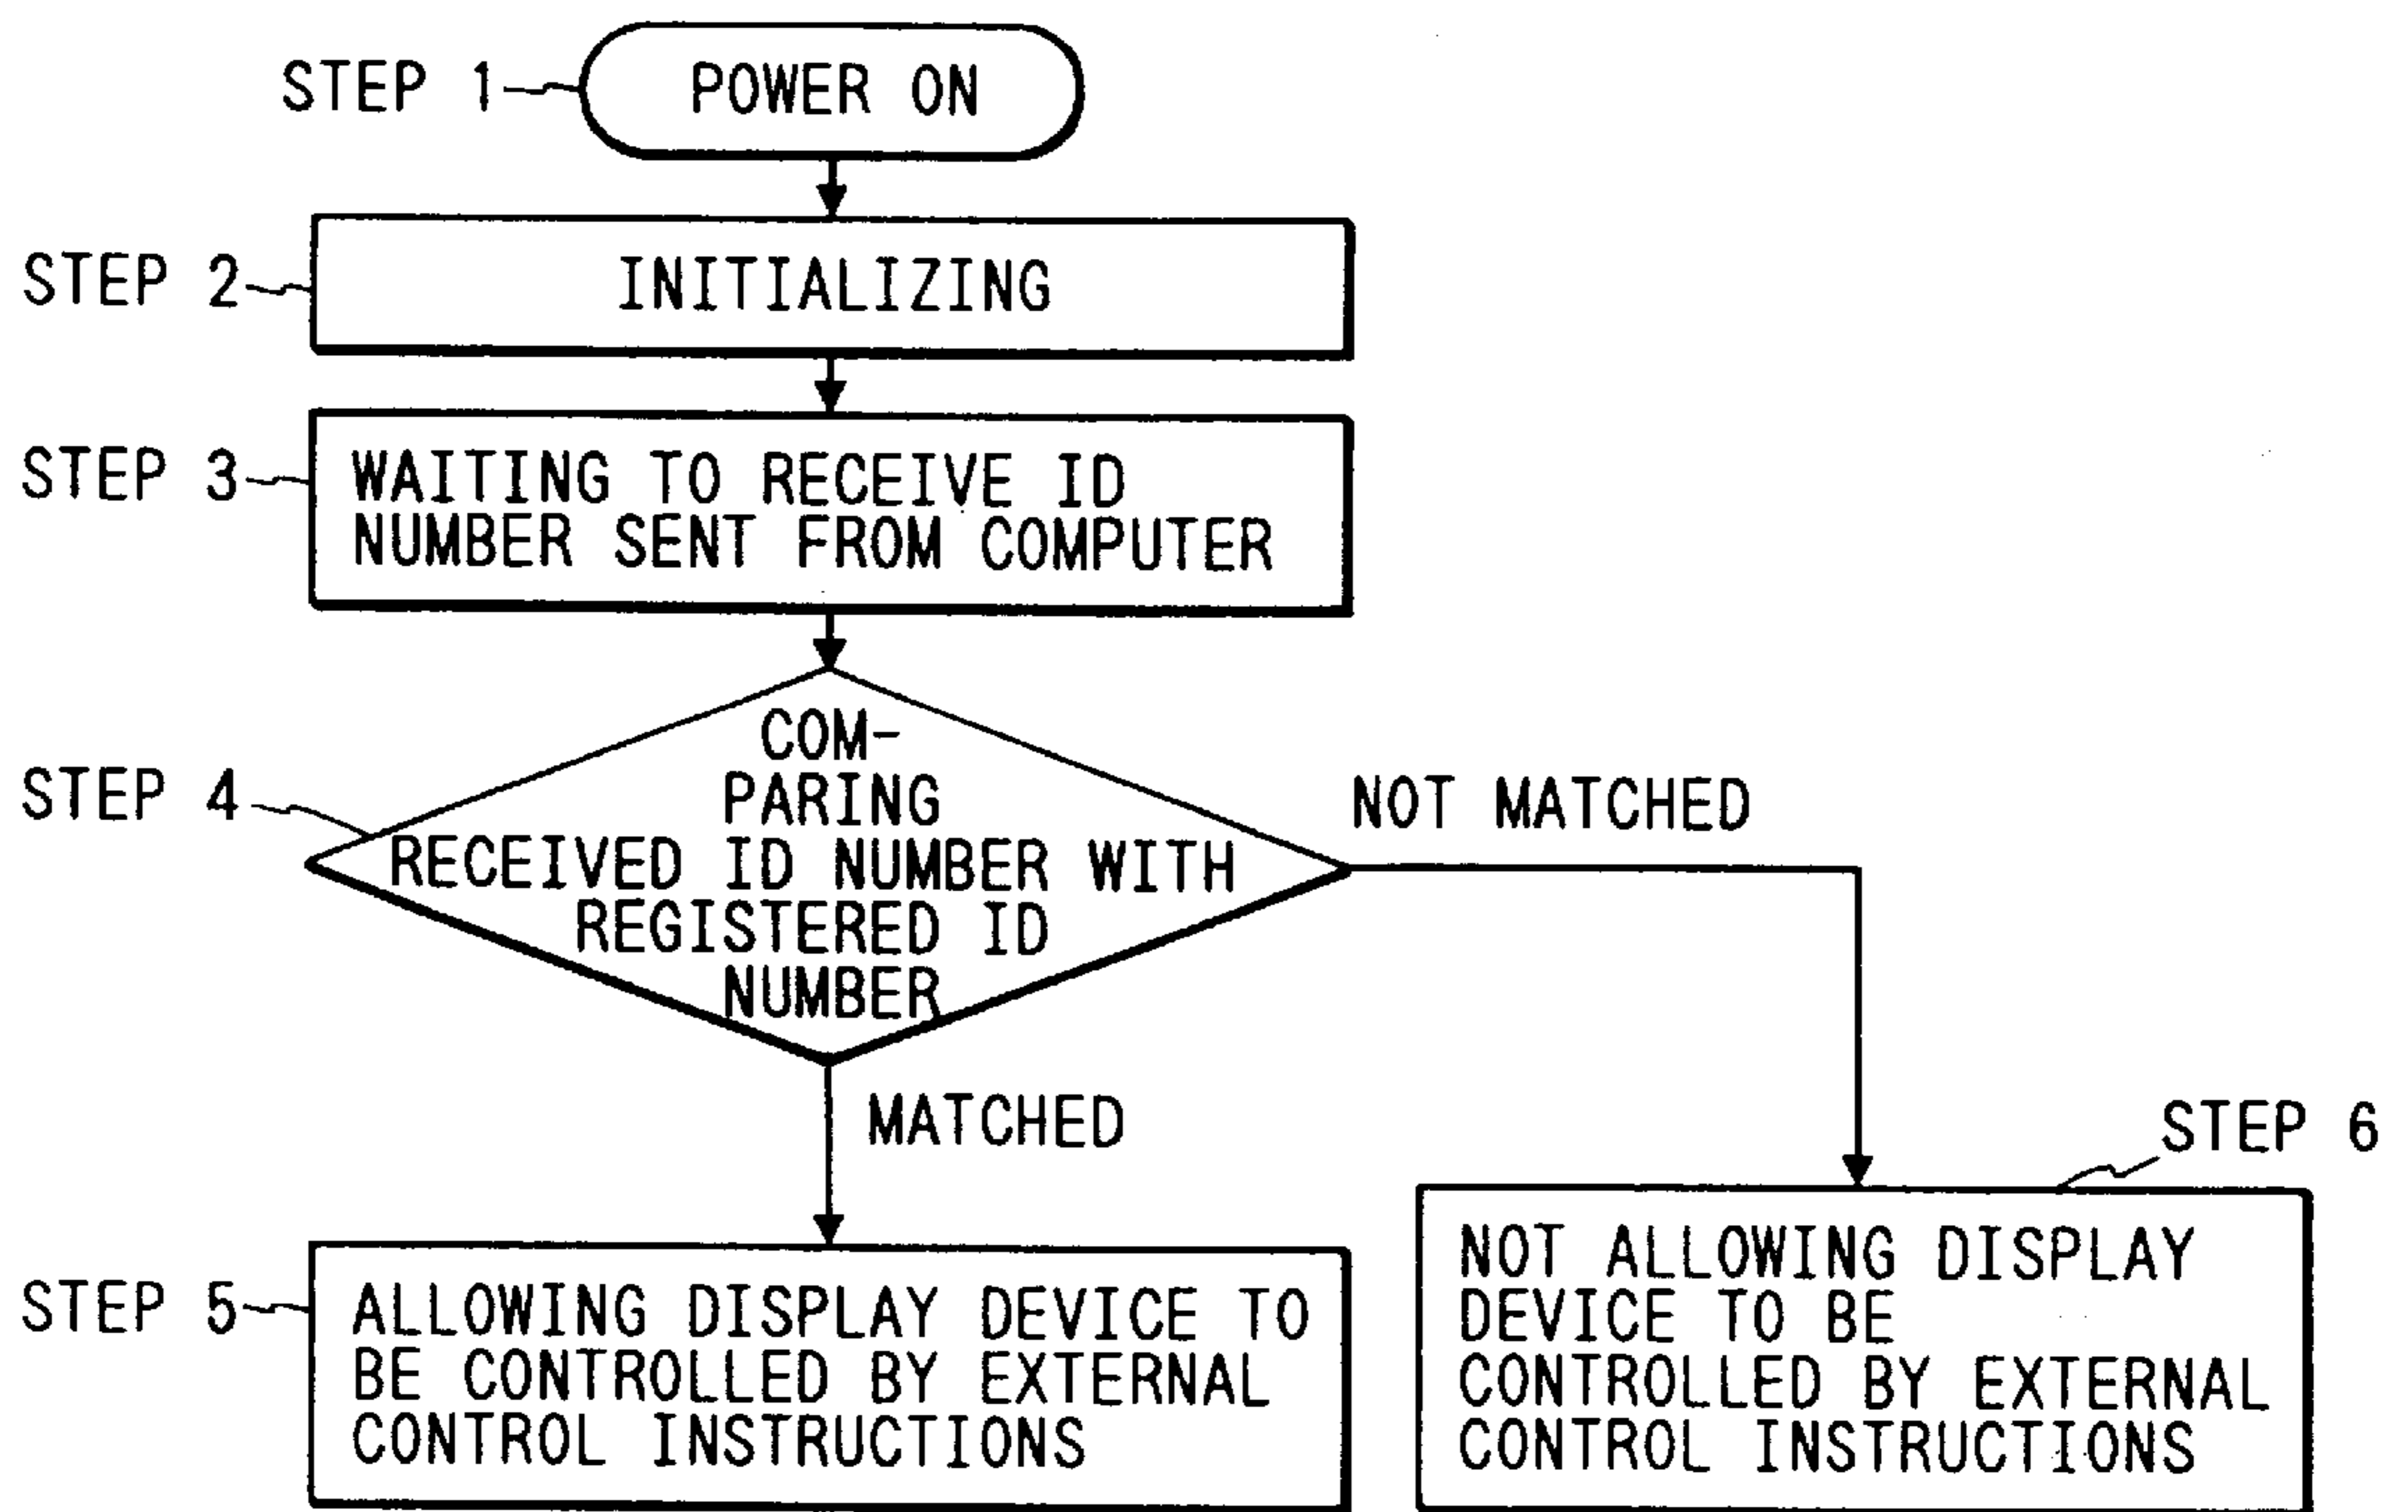 STEP 1
POWER ON
STEP 2
INITIALIZING
STEP 3
WAITING TO RECEIVE ID
NUMBER SENT FROM COMPUTER
STEP 4
COM-
PARING
RECEIVED ID NUMBER WITH
REGISTERED ID
NUMBER
NOT MATCHED
MATCHED
STEP 5
ALLOWING DISPLAY DEVICE TO
BE CONTROLLED BY EXTERNAL
CONTROL INSTRUCTIONS
STEP 6
NOT ALLOWING DISPLAY
DEVICE TO BE
CONTROLLED BY EXTERNAL
CONTROL INSTRUCTIONS